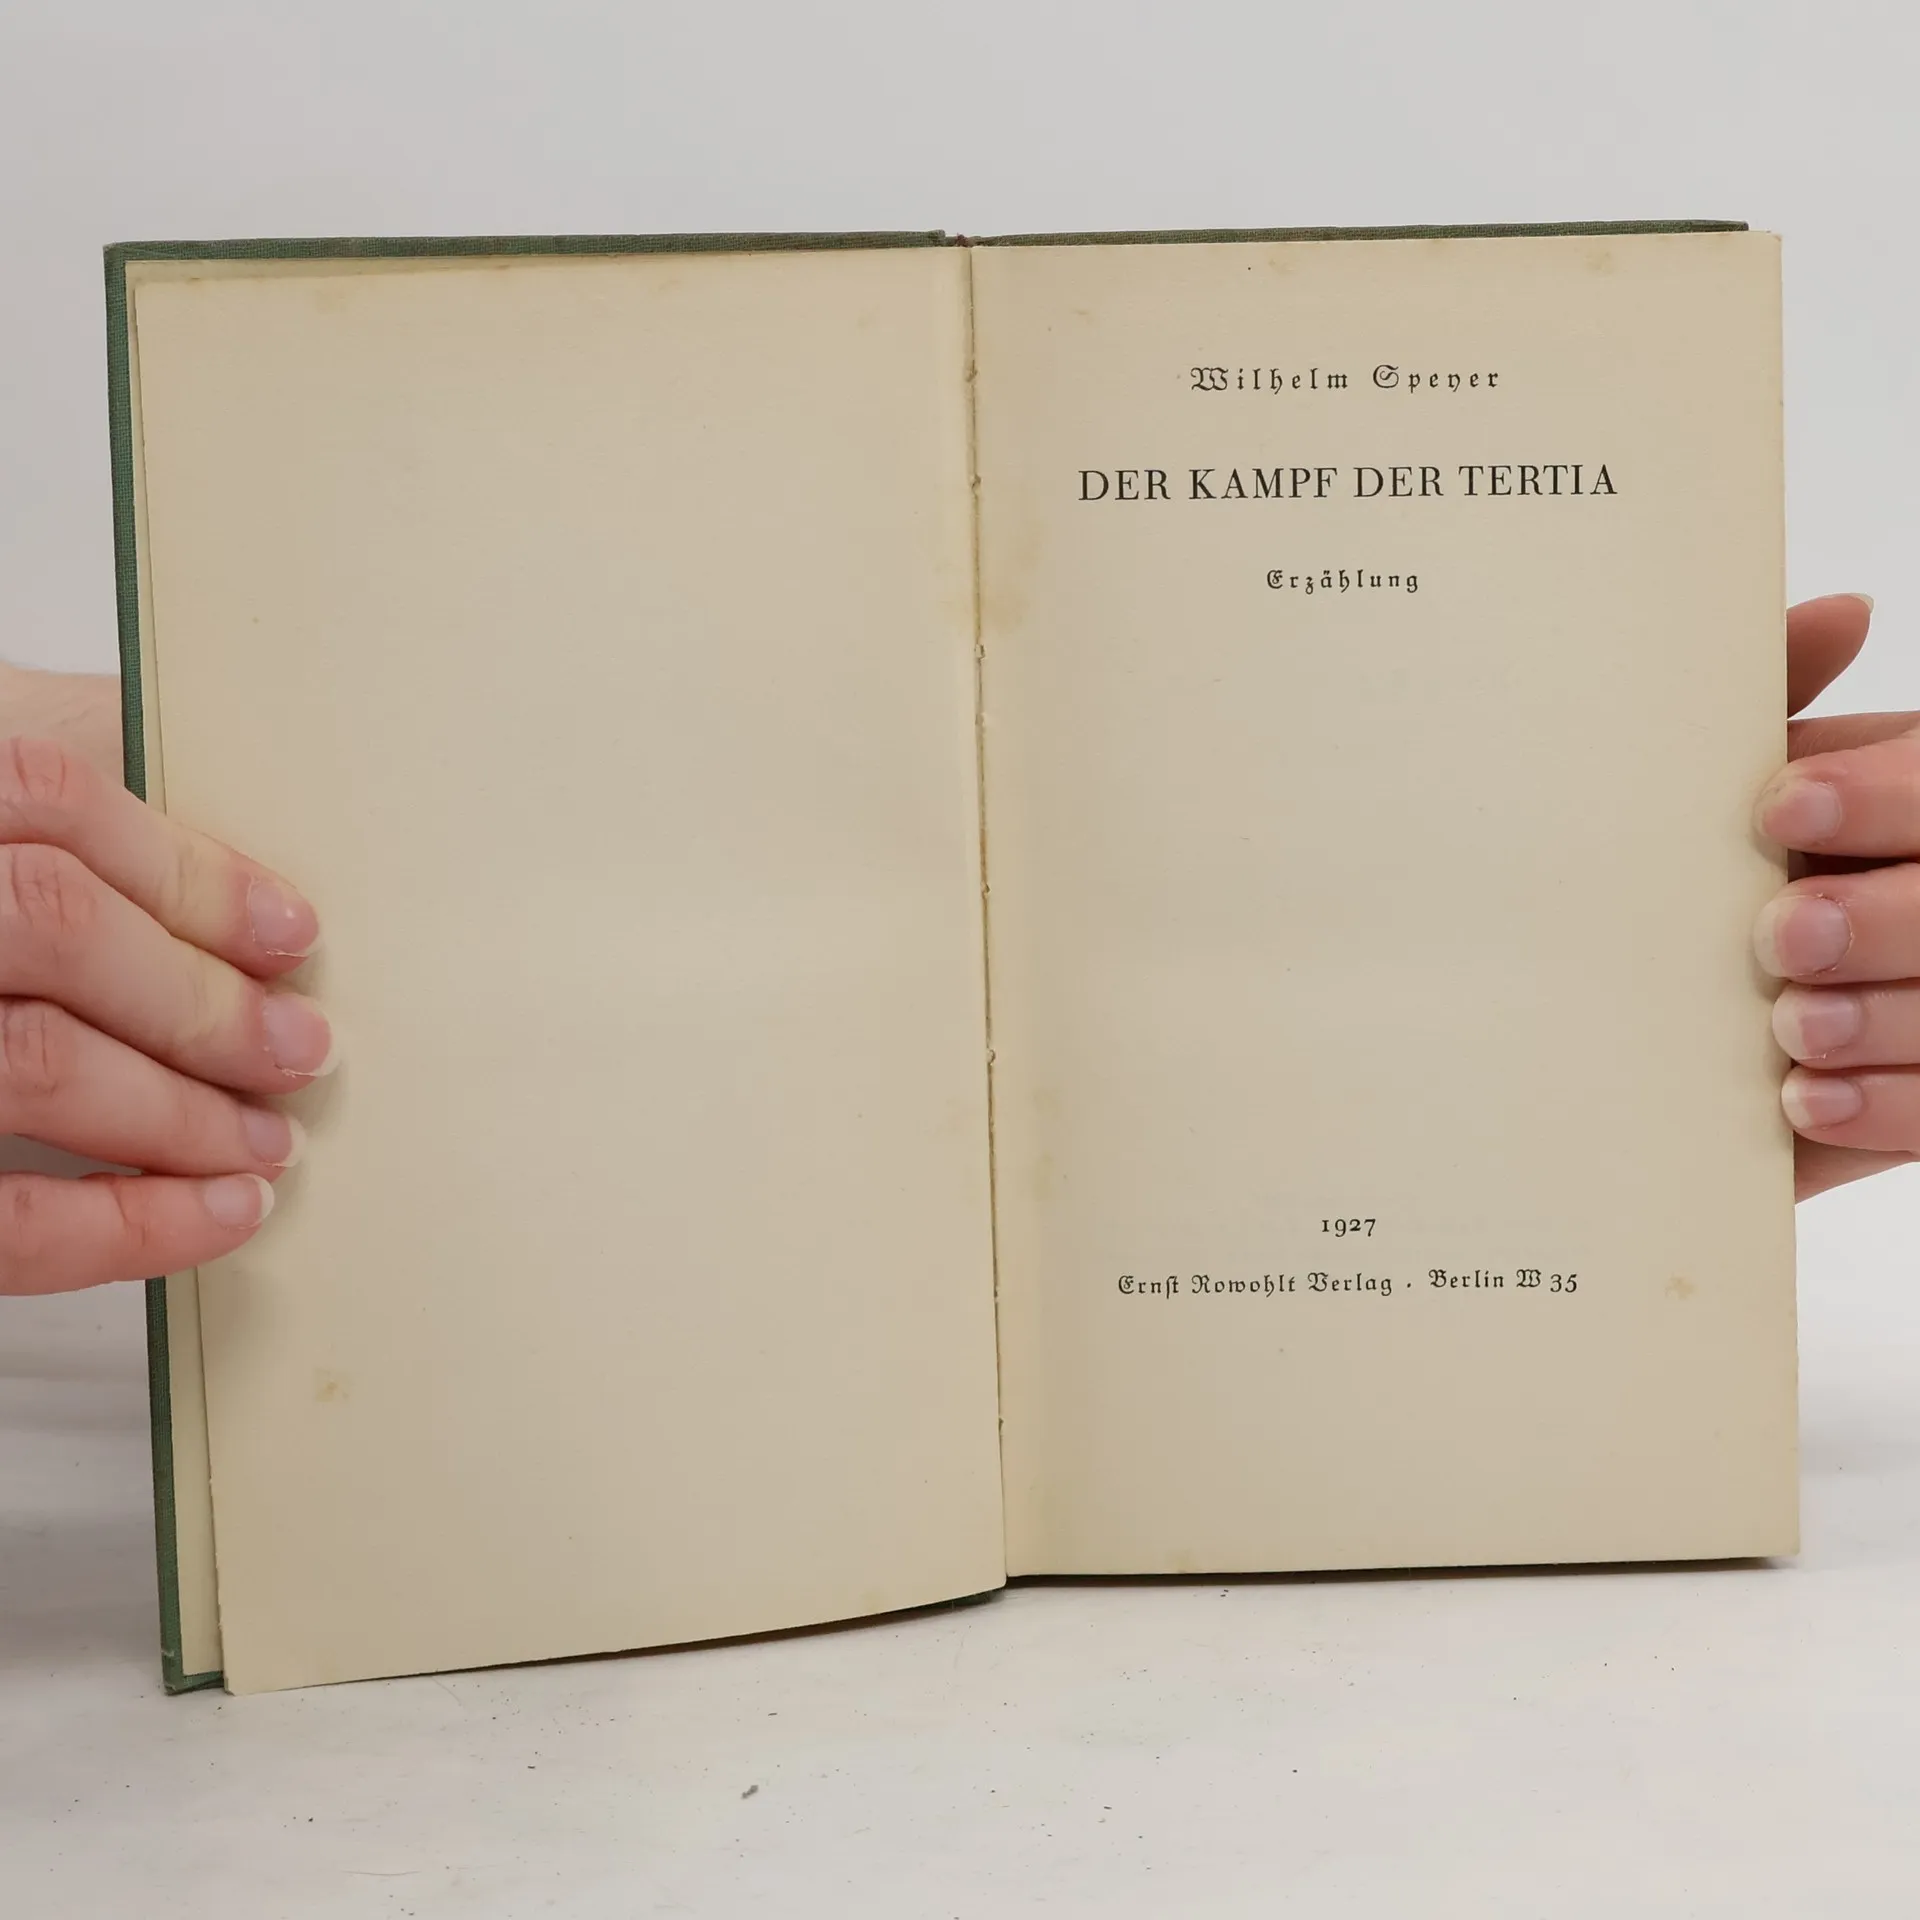 Wilhelm Speyer
DER KAMPF DER TERTIA
Erzählung
1927
Ernſt Rowohlt Verlag . Berlin W 35